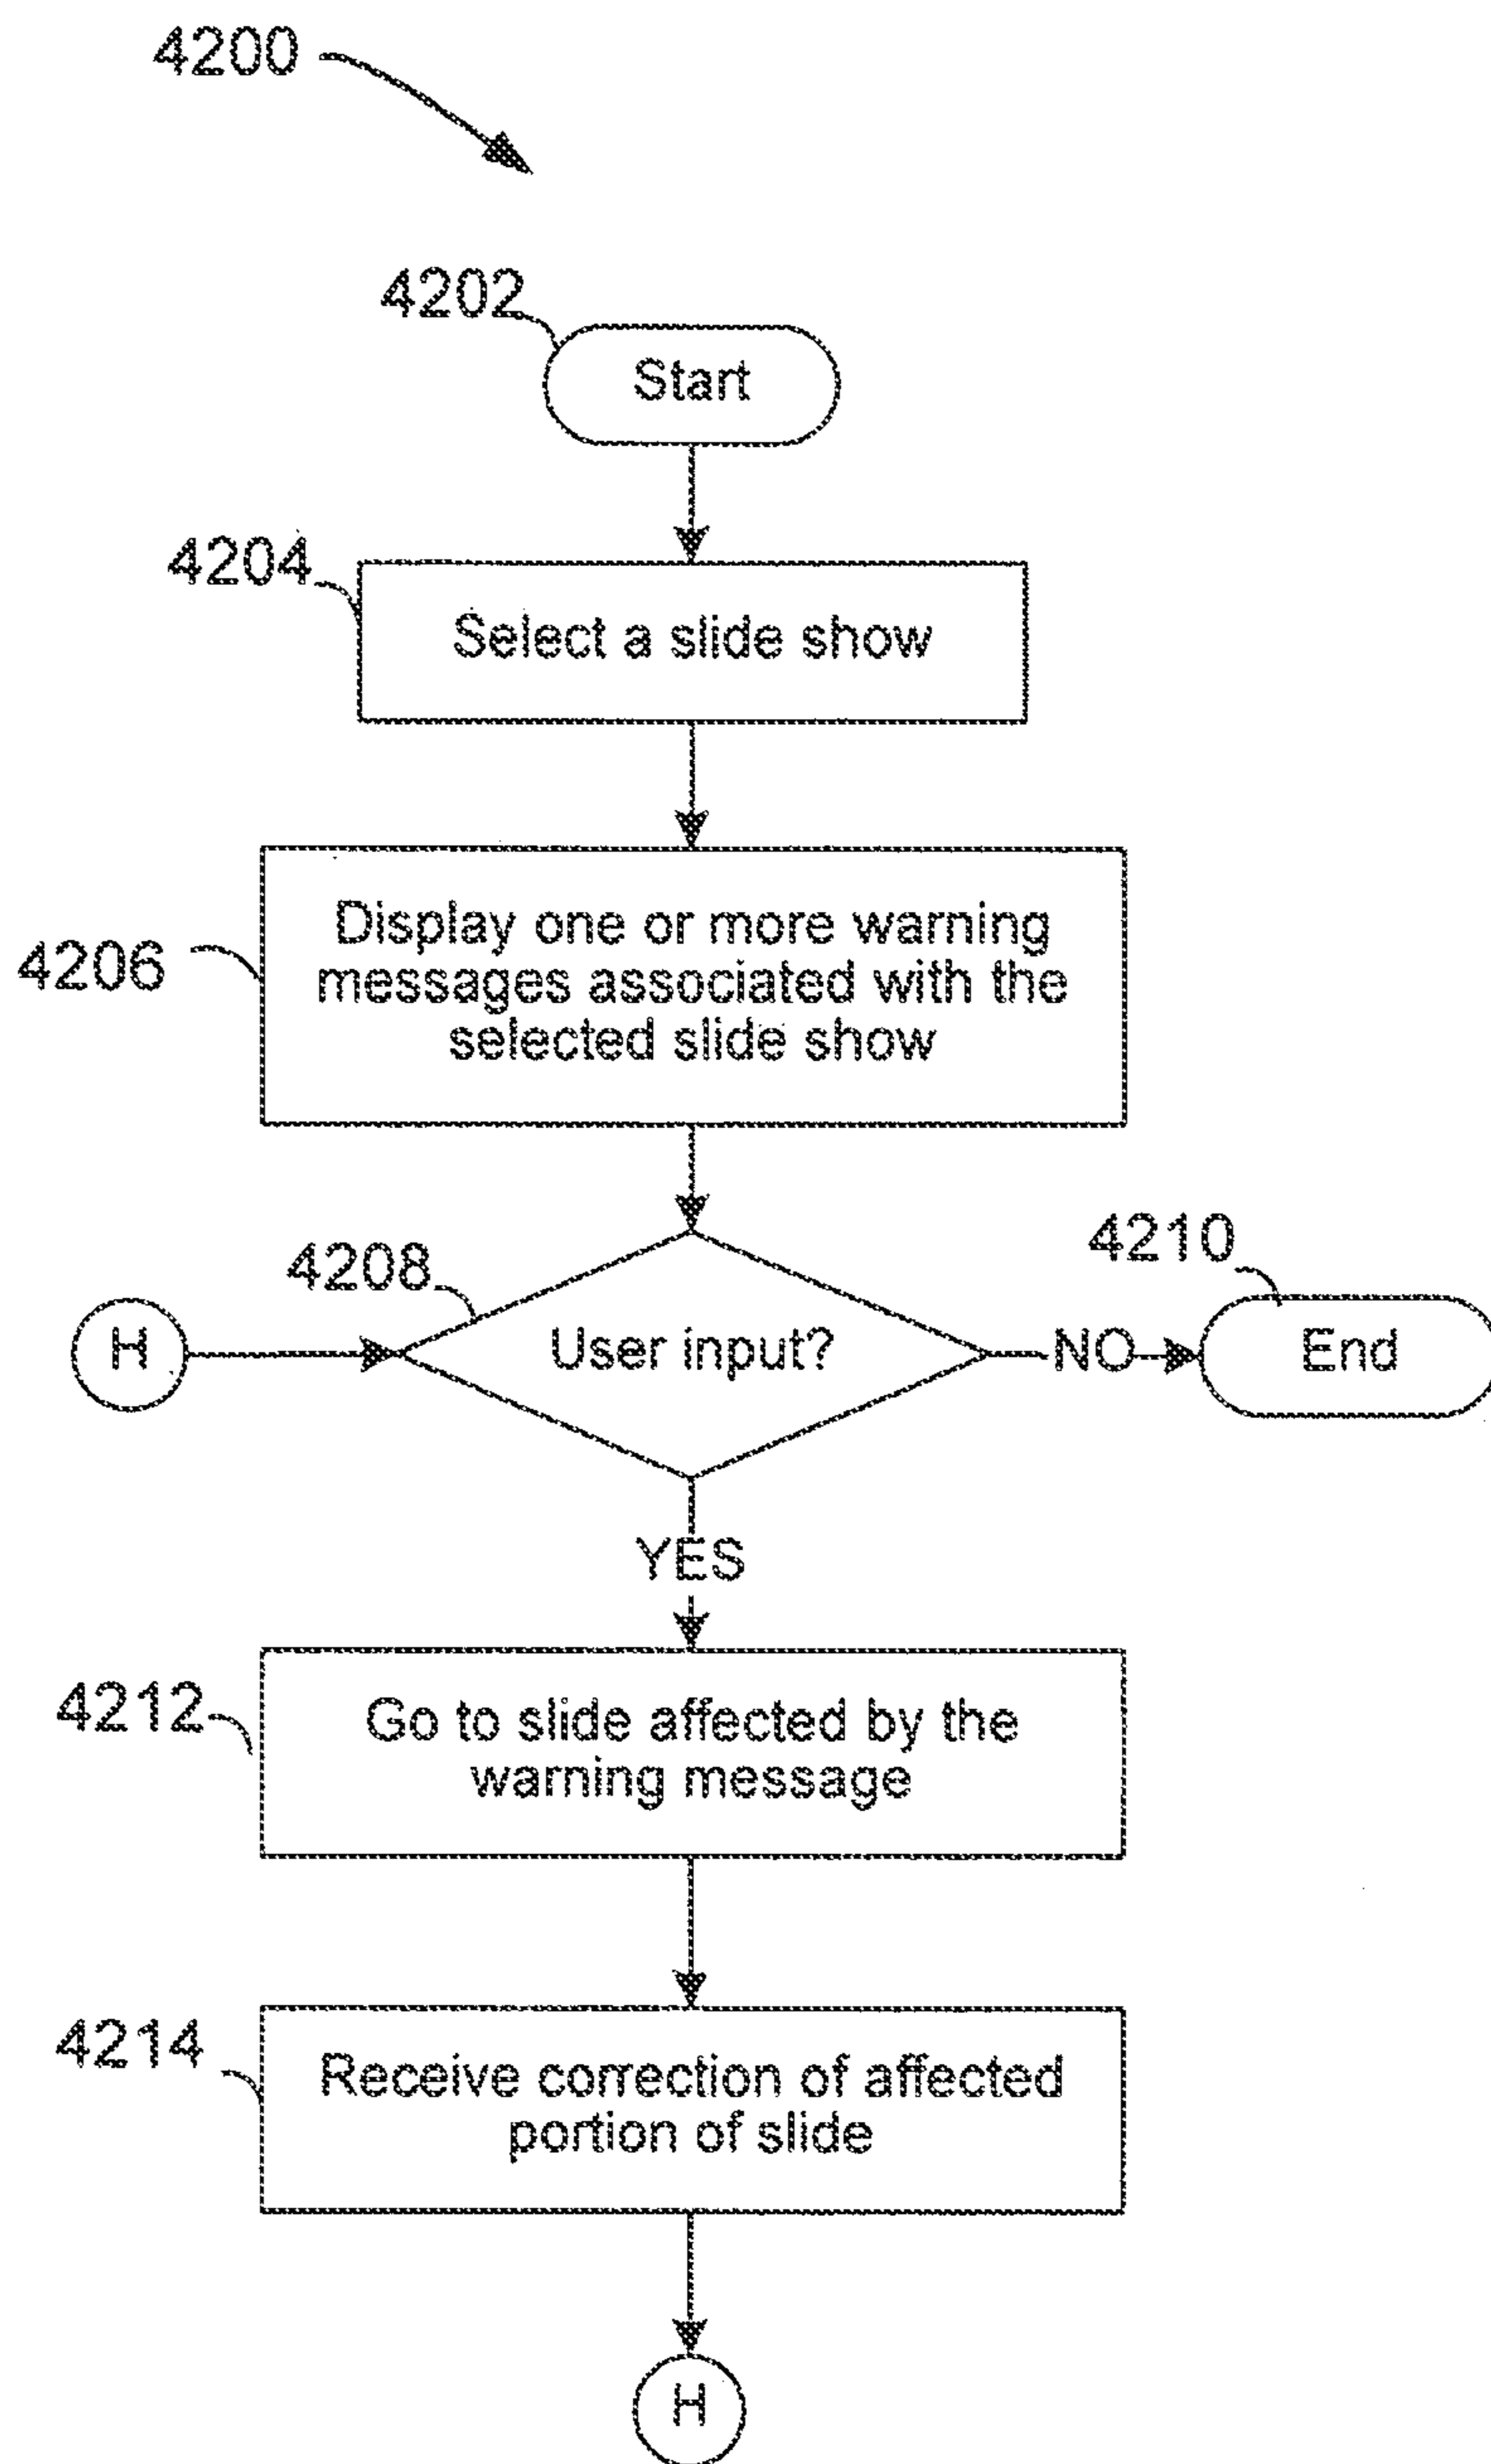 4200
4202
Start
4204
Select a slide show
4206
Display one or more warning
messages associated with the
selected slide show
4208
4210
H
User input?
NO
End
YES
4212
Go to slide affected by the
warning message
4214
Receive correction of affected
portion of slide
H